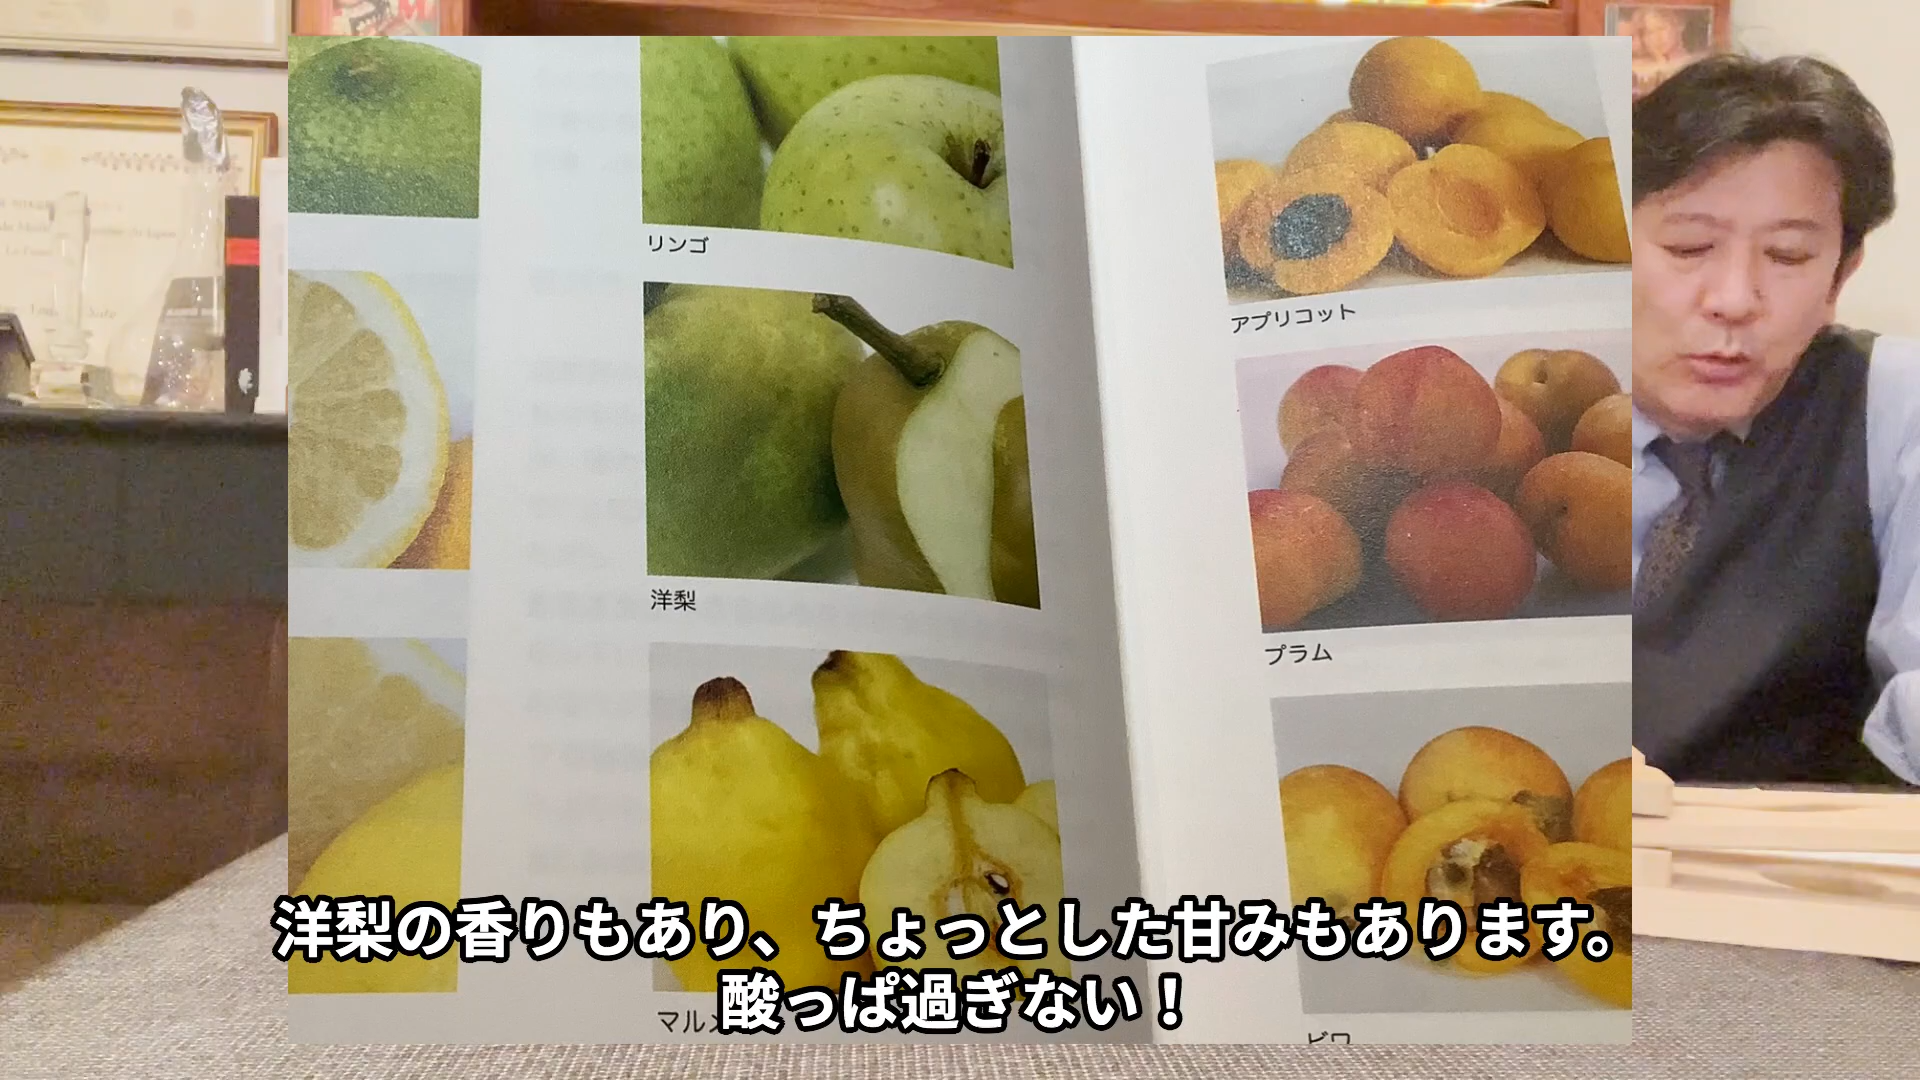 リンゴ
洋梨
アプリコット
プラム
ビワ
洋梨の香りもあり、ちょっとした甘みもあります。
酸っぱ過ぎない！